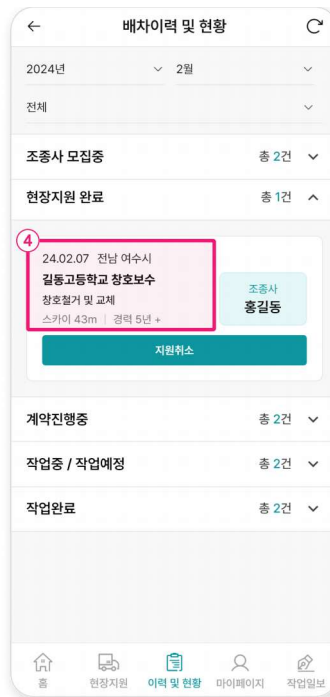 배차이력 및 현황
2024년 2월
전체
조종사 모집중 총 2건
현장지원 완료 총 1건
4
24.02.07 전남 여수시
길동고등학교 창호보수
창호철거 및 교체
스카이 43m | 경력 5년 +
조종사
홍길동
지원취소
계약진행중 총 2건
작업중 / 작업예정 총 2건
작업완료 총 2건
홈 현장지원 이력 및 현황 마이페이지 작업일보